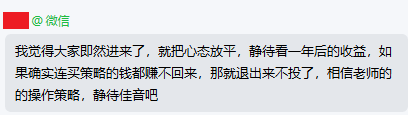 @微信
我觉得大家即然进来了，就把心态放平，静待看一年后的收益，如
果确实连买策略的钱都赚不回来，那就退出来不投了，相信老师的
的操作策略，静待佳音吧